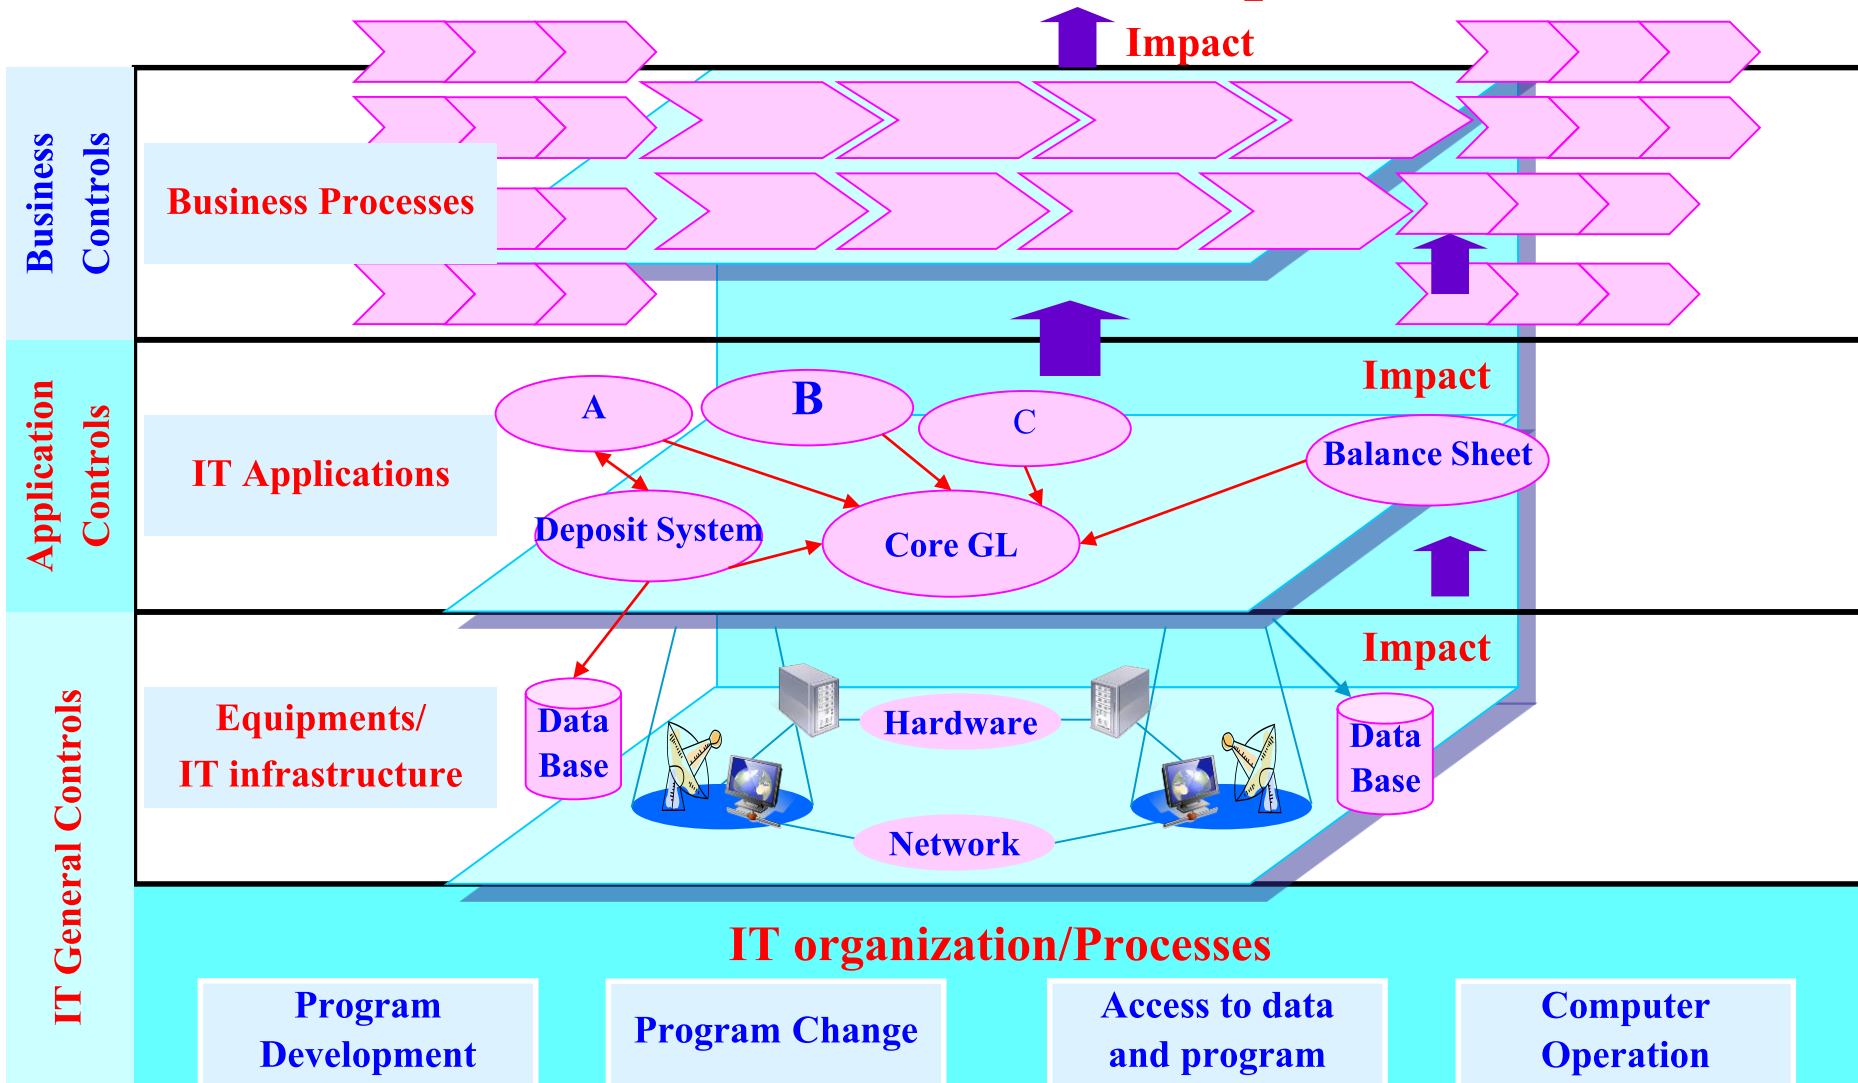 Impact
Business
Controls
Business Processes
Application
Controls
Impact
A
B
C
Balance Sheet
IT Applications
Deposit System
Core GL
IT General Controls
Impact
Equipments/
IT infrastructure
Data
Base
Hardware
Data
Base
Network
IT organization/Processes
Program
Development
Program Change
Access to data
and program
Computer
Operation